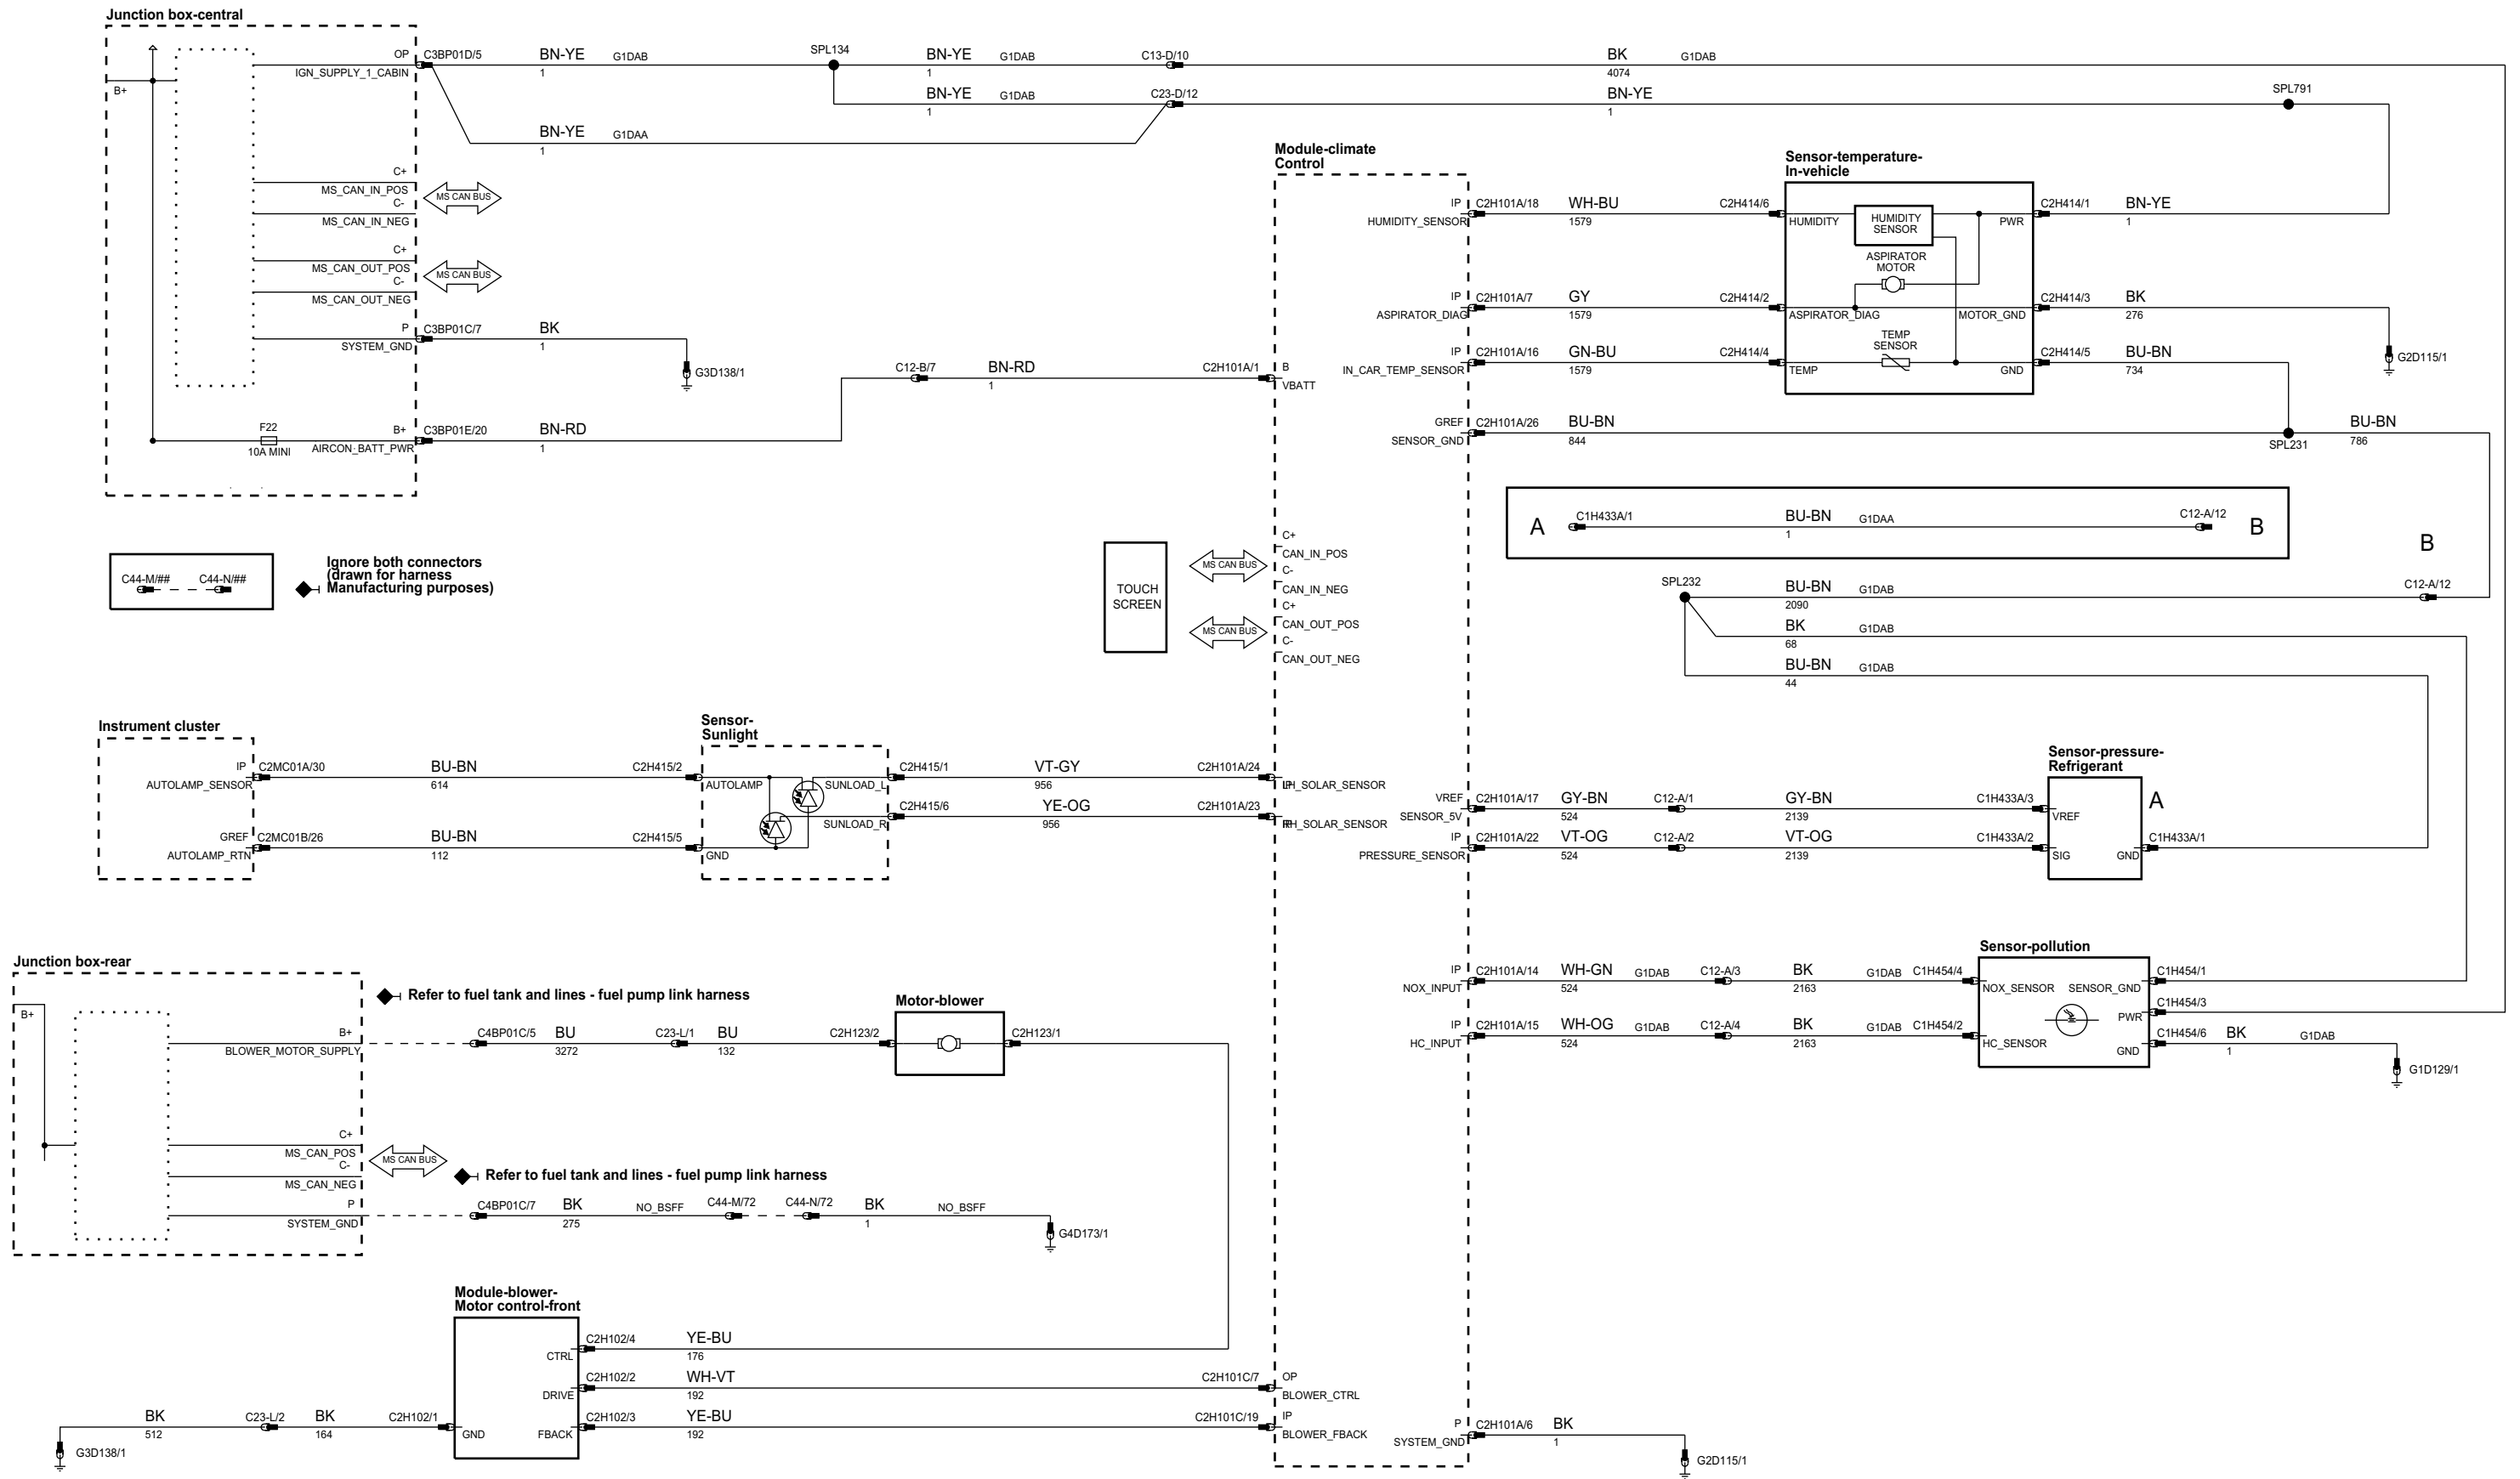 Junction box-central
B+
OP
IGN_SUPPLY_1_CABIN
C3BP01D/5
BN-YE
G1DAB
1
SPL134
BN-YE
G1DAB
1
C13-D/10
BK
G1DAB
4074
BN-YE
G1DAB
1
C23-D/12
BN-YE
1
SPL791
BN-YE
G1DAA
1
C+
MS_CAN_IN_POS
C-
MS_CAN_IN_NEG
MS CAN BUS
C+
MS_CAN_OUT_POS
C-
MS_CAN_OUT_NEG
MS CAN BUS
P
SYSTEM_GND
C3BP01C/7
BK
1
G3D138/1
F22
10A MINI
B+
AIRCON_BATT_PWR
C3BP01E/20
BN-RD
1
C12-B/7
BN-RD
1
C2H101A/1
B
VBATT
Module-climate
Control
IP
HUMIDITY_SENSOR
C2H101A/18
WH-BU
1579
C2H414/6
IP
ASPIRATOR_DIAG
C2H101A/7
GY
1579
C2H414/2
IP
IN_CAR_TEMP_SENSOR
C2H101A/16
GN-BU
1579
C2H414/4
GREF
SENSOR_GND
C2H101A/26
BU-BN
844
Sensor-temperature-
In-vehicle
HUMIDITY
HUMIDITY
SENSOR
PWR
ASPIRATOR
MOTOR
ASPIRATOR_DIAG
MOTOR_GND
TEMP
SENSOR
TEMP
GND
C2H414/1
BN-YE
1
C2H414/3
BK
276
G2D115/1
C2H414/5
BU-BN
734
SPL231
BU-BN
786
A
C1H433A/1
BU-BN
G1DAA
1
C12-A/12
B
B
C44-M/##
C44-N/##
Ignore both connectors
(drawn for harness
Manufacturing purposes)
TOUCH
SCREEN
MS CAN BUS
MS CAN BUS
C+
CAN_IN_POS
C-
CAN_IN_NEG
C+
CAN_OUT_POS
C-
CAN_OUT_NEG
SPL232
BU-BN
G1DAB
2090
C12-A/12
BK
G1DAB
68
BU-BN
G1DAB
44
Instrument cluster
IP
AUTOLAMP_SENSOR
C2MC01A/30
BU-BN
614
C2H415/2
GREF
AUTOLAMP_RTN
C2MC01B/26
BU-BN
112
C2H415/5
Sensor-
Sunlight
AUTOLAMP
SUNLOAD_L
SUNLOAD_R
GND
C2H415/1
VT-GY
956
C2H101A/24
LH_SOLAR_SENSOR
C2H415/6
YE-OG
956
C2H101A/23
RH_SOLAR_SENSOR
VREF
SENSOR_5V
C2H101A/17
GY-BN
524
C12-A/1
GY-BN
2139
C1H433A/3
IP
PRESSURE_SENSOR
C2H101A/22
VT-OG
524
C12-A/2
VT-OG
2139
C1H433A/2
Sensor-pressure-
Refrigerant
VREF
SIG
GND
A
C1H433A/1
Junction box-rear
B+
Refer to fuel tank and lines - fuel pump link harness
B+
BLOWER_MOTOR_SUPPLY
C4BP01C/5
BU
3272
C23-L/1
BU
132
C2H123/2
Motor-blower
C2H123/1
C+
MS_CAN_POS
C-
MS_CAN_NEG
MS CAN BUS
Refer to fuel tank and lines - fuel pump link harness
P
SYSTEM_GND
C4BP01C/7
BK
275
NO_BSFF
C44-M/72
C44-N/72
BK
1
NO_BSFF
G4D173/1
IP
NOX_INPUT
C2H101A/14
WH-GN
G1DAB
524
C12-A/3
BK
2163
G1DAB
C1H454/4
IP
HC_INPUT
C2H101A/15
WH-OG
G1DAB
524
C12-A/4
BK
2163
G1DAB
C1H454/2
Sensor-pollution
NOX_SENSOR
SENSOR_GND
PWR
HC_SENSOR
GND
C1H454/1
C1H454/3
C1H454/6
BK
1
G1DAB
G1D129/1
Module-blower-
Motor control-front
CTRL
DRIVE
FBACK
GND
C2H102/4
YE-BU
176
C2H102/2
WH-VT
192
C2H101C/7
OP
BLOWER_CTRL
C2H102/3
YE-BU
192
C2H101C/19
IP
BLOWER_FBACK
BK
512
C23-L/2
BK
164
C2H102/1
G3D138/1
P
SYSTEM_GND
C2H101A/6
BK
1
G2D115/1